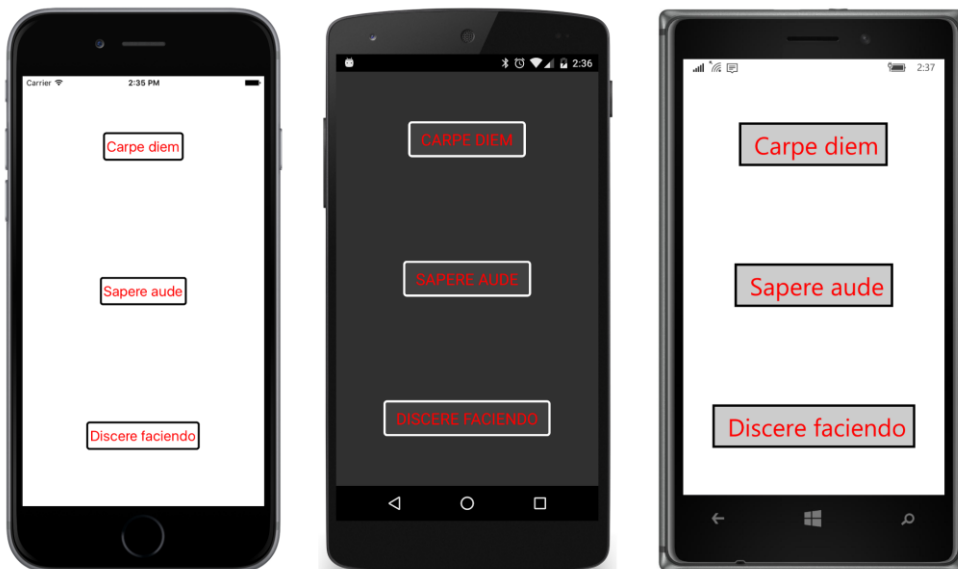 Carrier 2:35 PM
Carpe diem
Sapere aude
Discere faciendo
2:36
CARPE DIEM
SAPERE AUDE
DISCERE FACIENDO
2:37
Carpe diem
Sapere aude
Discere faciendo